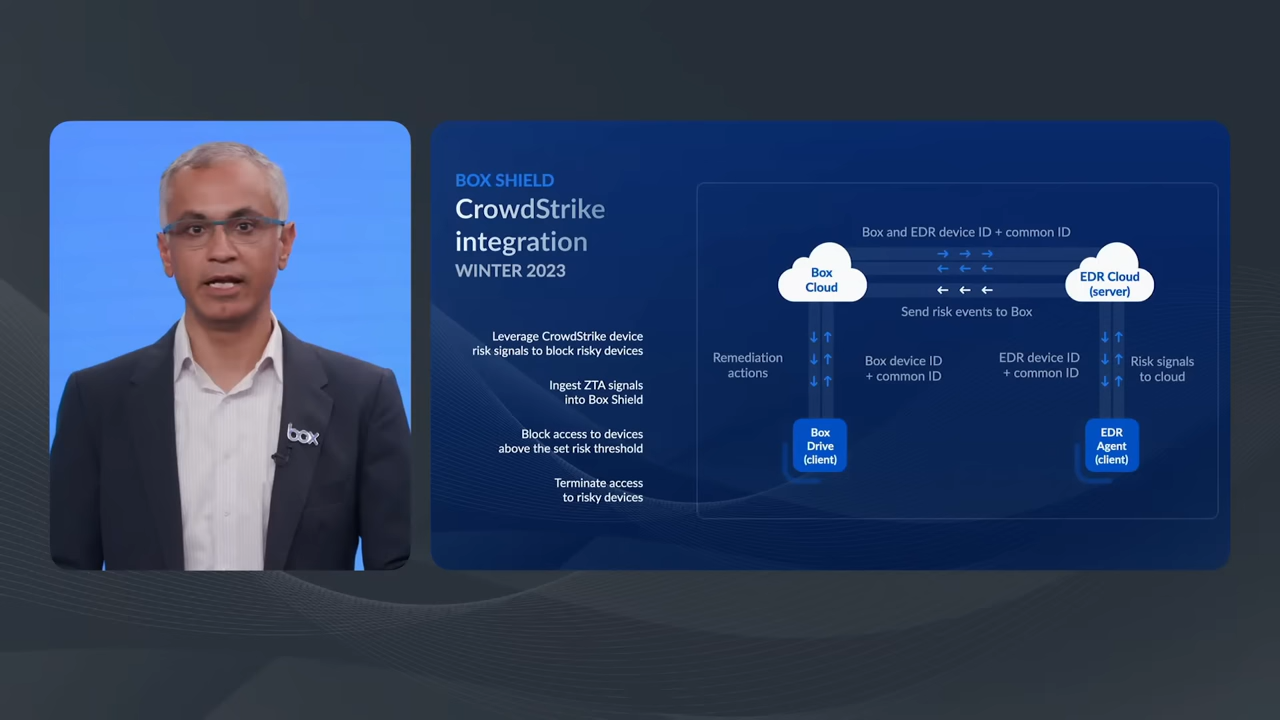 box
BOX SHIELD
CrowdStrike
integration
WINTER 2023
Leverage CrowdStrike device
risk signals to block risky devices
Ingest ZTA signals
into Box Shield
Block access to devices
above the set risk threshold
Terminate access
to risky devices
Box and EDR device ID + common ID
Box
Cloud
EDR Cloud
(server)
Send risk events to Box
Remediation
actions
Box device ID
+ common ID
EDR device ID
+ common ID
Risk signals
to cloud
Box
Drive
(client)
EDR
Agent
(client)